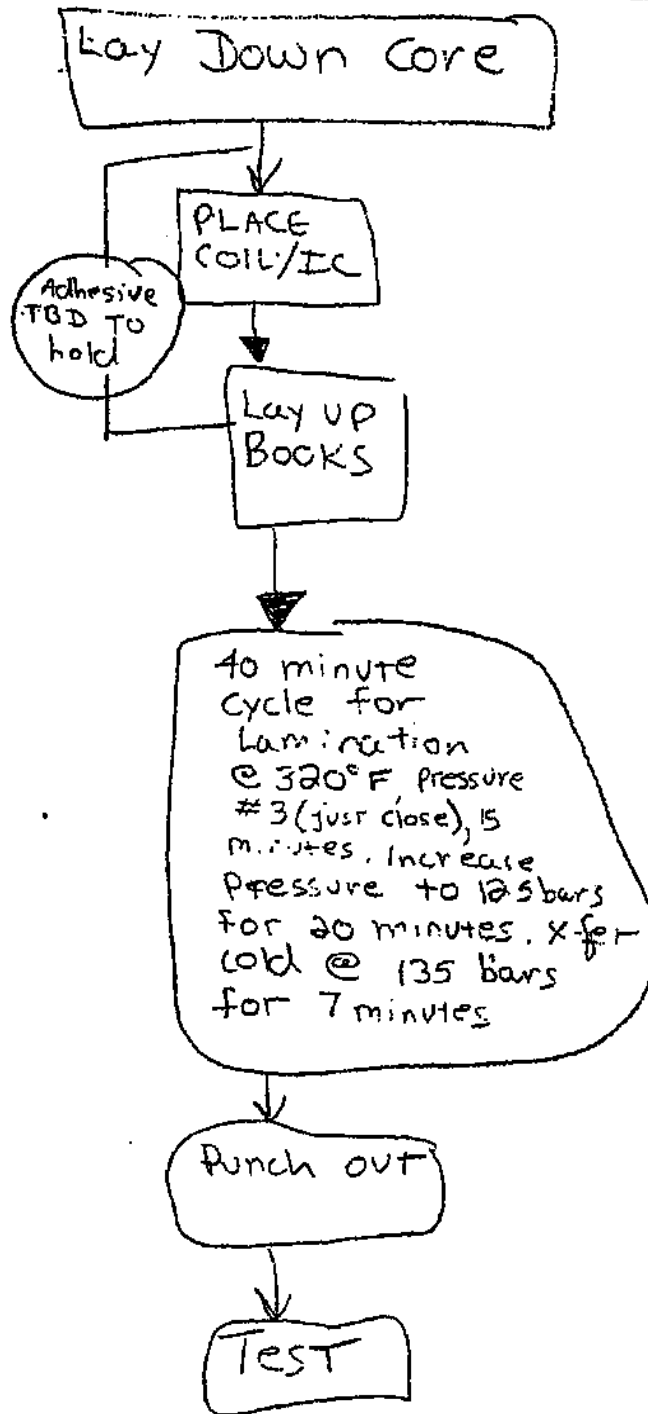 Lay Down Core
PLACE
COIL/IC
Adhesive
TBD TO
hold
Lay UP
BOOKS
40 minute
cycle for
Lamination
@ 320° F, pressure
#3 (just close), 15
minutes. Increase
pressure to 125 bars
for 20 minutes. X-fer
cold @ 135 bars
for 7 minutes
Punch out
Test